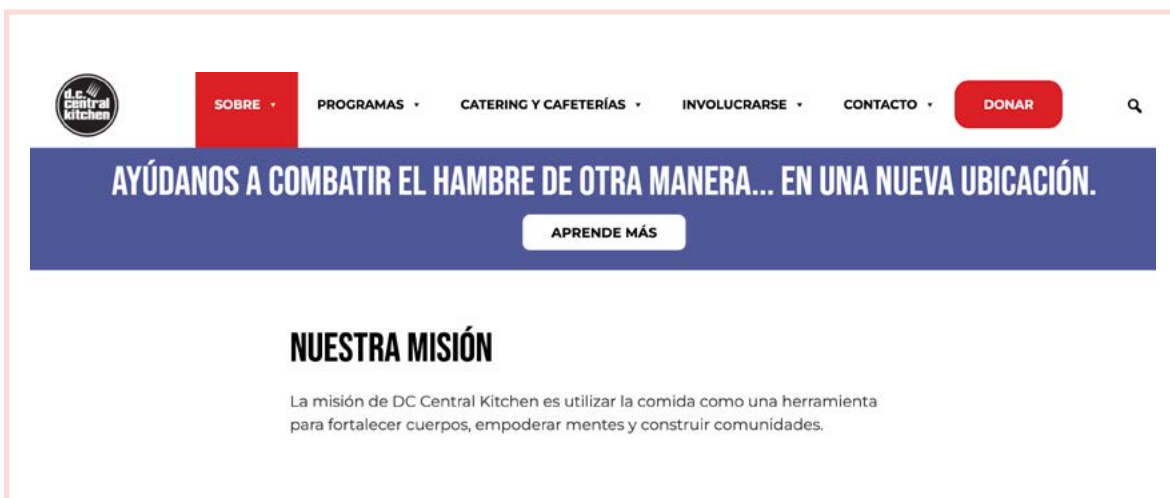 d.c.
central
kitchen
SOBRE
PROGRAMAS
CATERING Y CAFETERÍAS
INVOLUCRARSE
CONTACTO
DONAR
AYÚDANOS A COMBATIR EL HAMBRE DE OTRA MANERA... EN UNA NUEVA UBICACIÓN.
APRENDE MÁS
NUESTRA MISIÓN
La misión de DC Central Kitchen es utilizar la comida como una herramienta
para fortalecer cuerpos, empoderar mentes y construir comunidades.